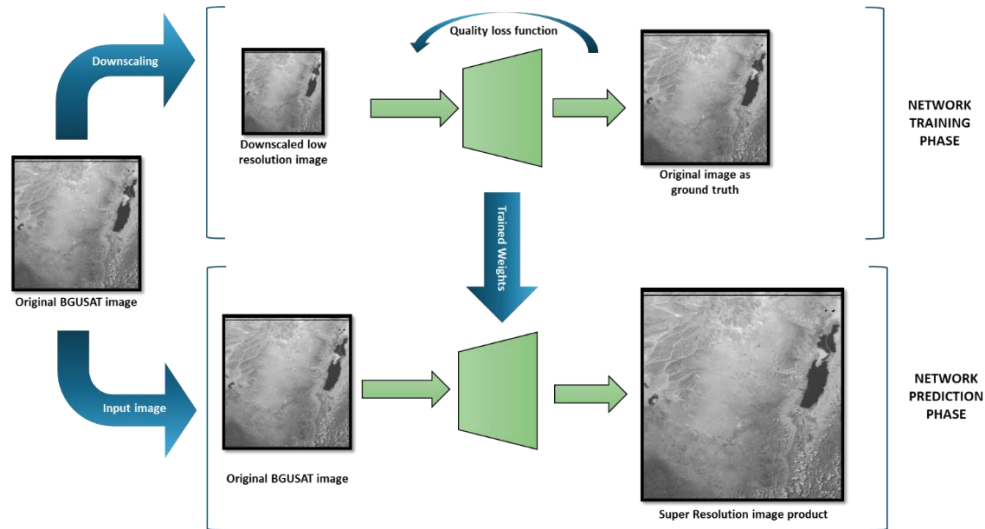 Downscaling
Quality loss function
Downscaled low
resolution image
Original image as
ground truth
NETWORK
TRAINING
PHASE
Original BGUSAT image
Trained Weights
Input image
Original BGUSAT image
Super Resolution image product
NETWORK
PREDICTION
PHASE